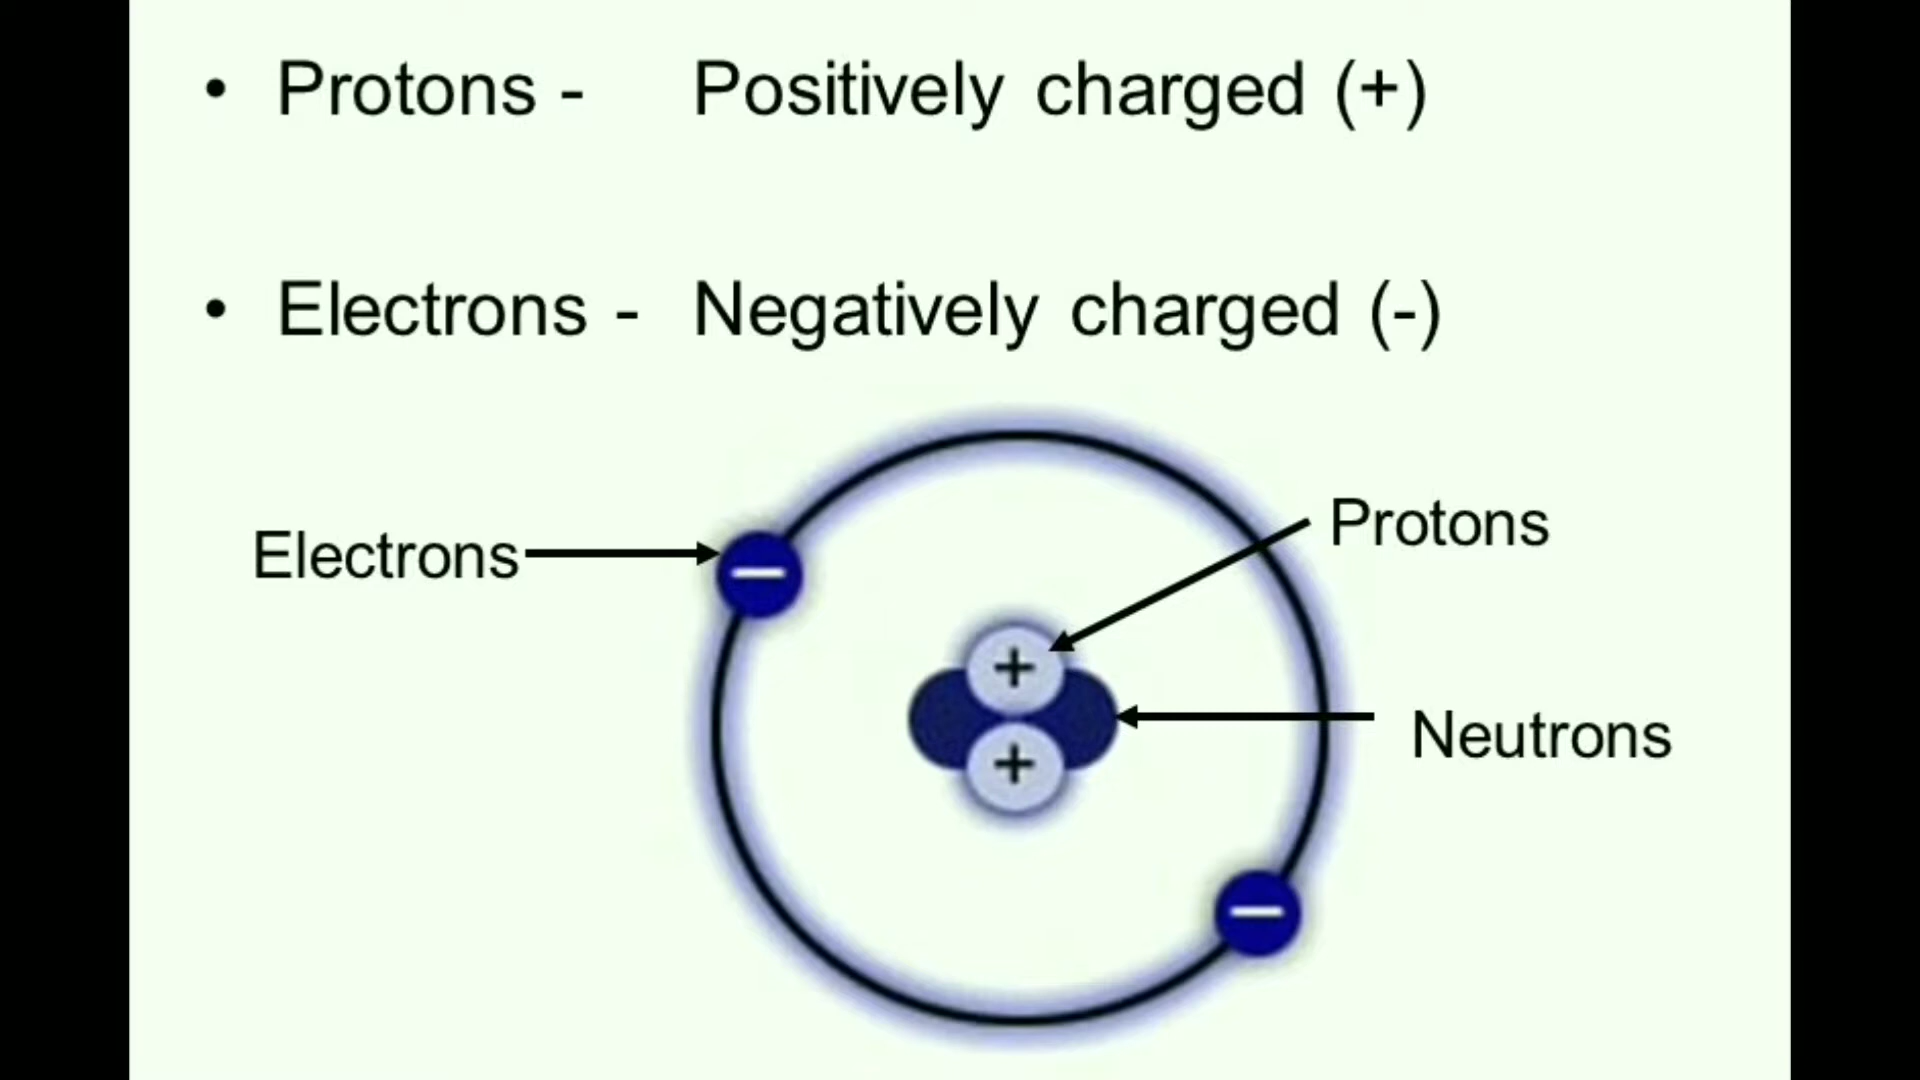 • Protons - Positively charged (+)
• Electrons - Negatively charged (-)
Protons
Electrons
−
+
Neutrons
+
−